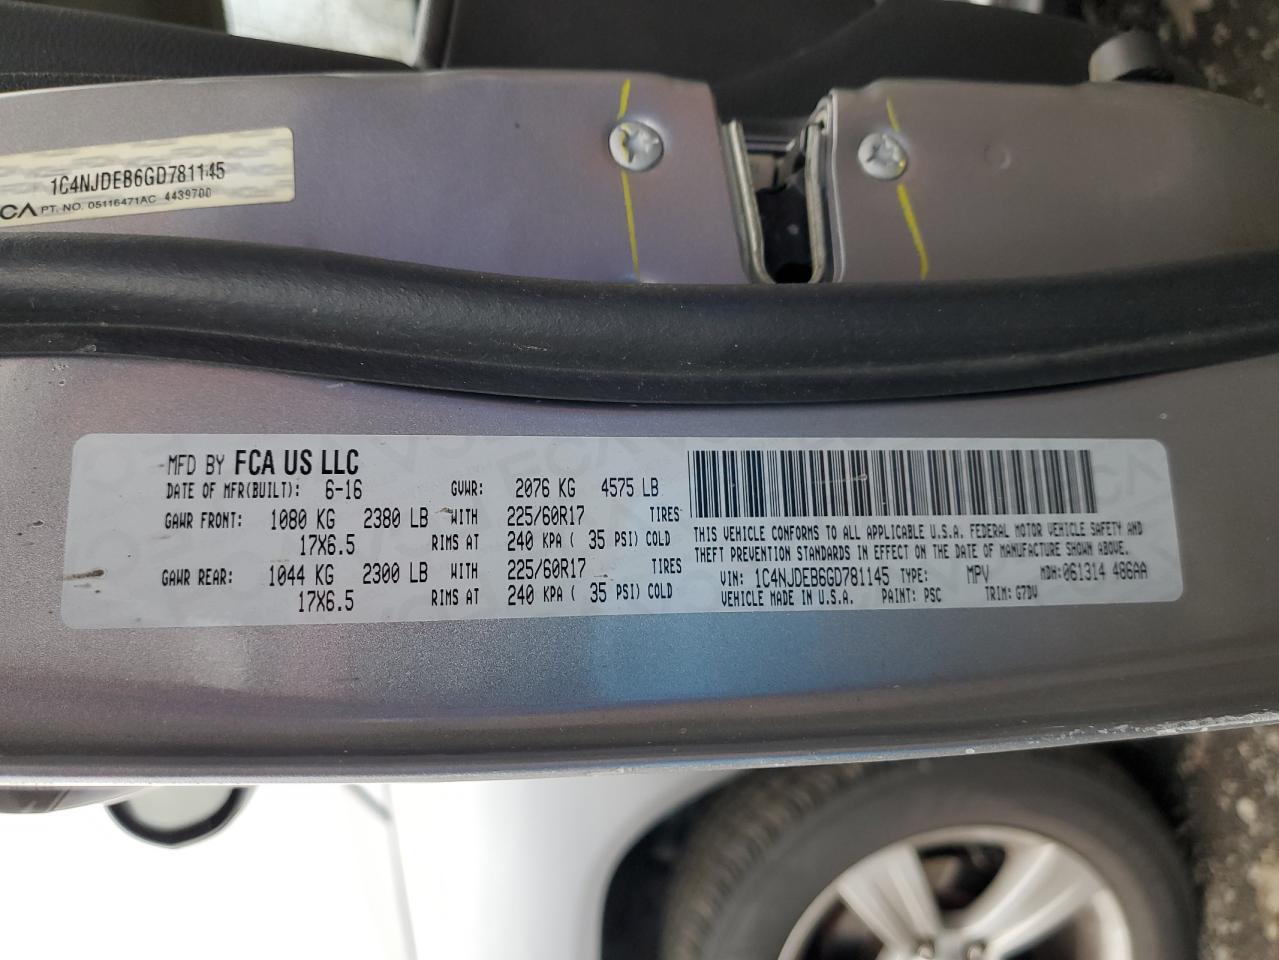 1C4NJDEB6GD781145
CA PT. NO. 05116471AC 4439700
MFD BY FCA US LLC
DATE OF MFR(BUILT): 6-16 GVWR: 2076 KG 4575 LB
GAWR FRONT: 1080 KG 2380 LB WITH 225/60R17 TIRES
17X6.5 RIMS AT 240 KPA ( 35 PSI) COLD
GAWR REAR: 1044 KG 2300 LB WITH 225/60R17 TIRES
17X6.5 RIMS AT 240 KPA ( 35 PSI) COLD
THIS VEHICLE CONFORMS TO ALL APPLICABLE U.S.A. FEDERAL MOTOR VEHICLE SAFETY AND
THEFT PREVENTION STANDARDS IN EFFECT ON THE DATE OF MANUFACTURE SHOWN ABOVE.
VIN: 1C4NJDEB6GD781145 TYPE: MPV MDH: 061314 486AA
VEHICLE MADE IN U.S.A. PAINT: PSC TRIM: G7DV